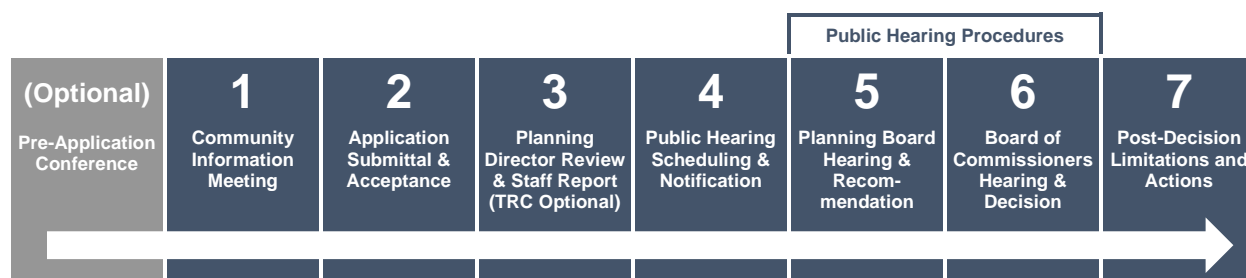 Public Hearing Procedures
(Optional)
Pre-Application
Conference
1
Community
Information
Meeting
2
Application
Submittal &
Acceptance
3
Planning
Director Review
& Staff Report
(TRC Optional)
4
Public Hearing
Scheduling &
Notification
5
Planning Board
Hearing &
Recom-
mendation
6
Board of
Commissioners
Hearing &
Decision
7
Post-Decision
Limitations and
Actions